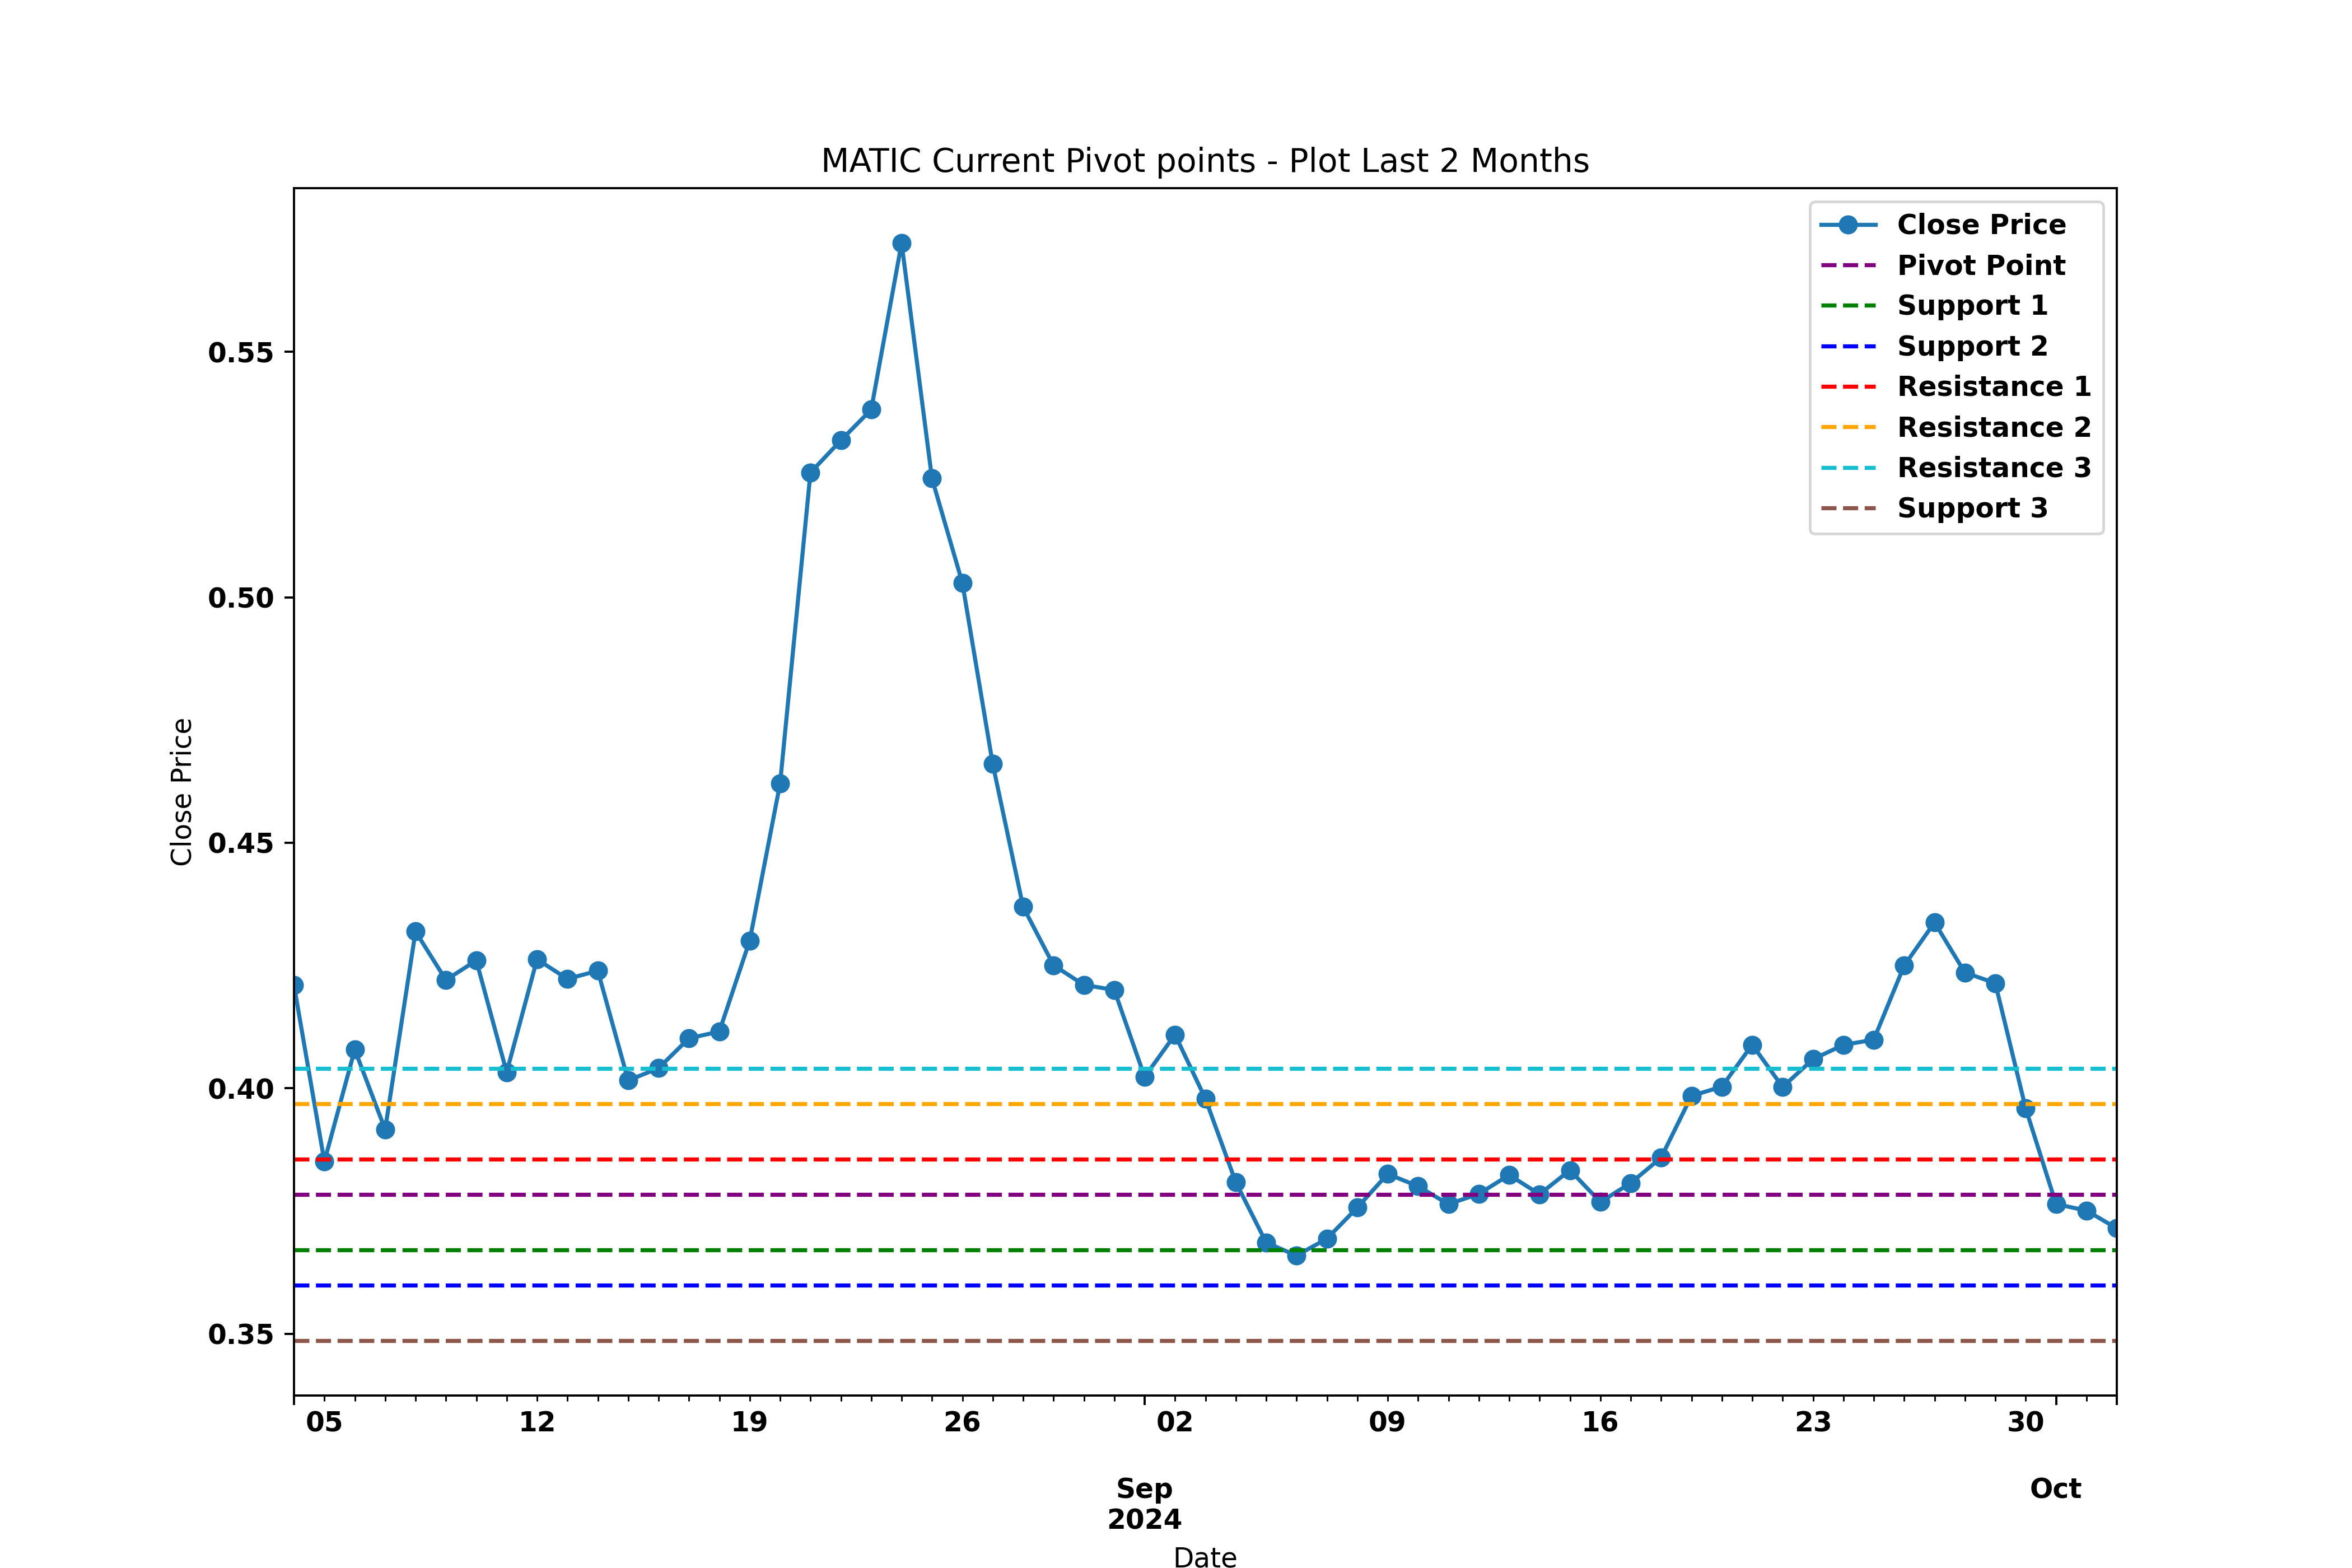 MATIC Current Pivot points - Plot Last 2 Months
Close Price
Pivot Point
Support 1
Support 2
Resistance 1
Resistance 2
Resistance 3
Support 3
Close Price
0.55
0.50
0.45
0.40
0.35
05 12 19 26 02 09 16 23 30
Sep Oct
2024
Date